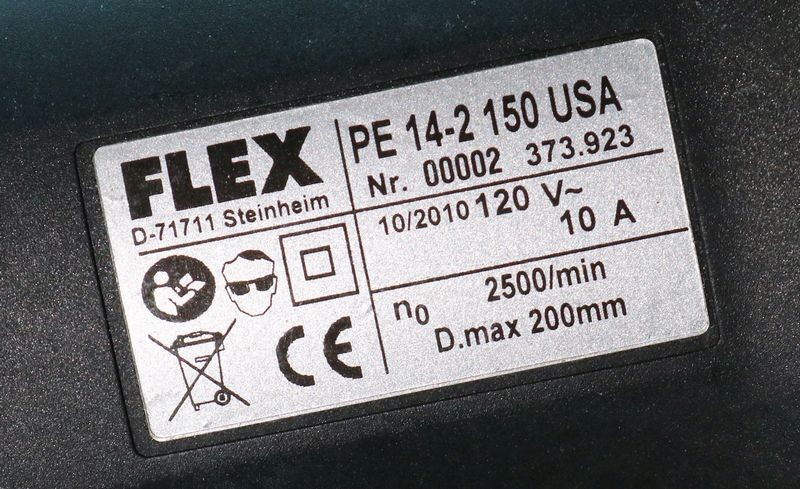 FLEX
D-71711 Steinheim
PE 14-2 150 USA
Nr. 00002 373.923
10/2010 120 V~
10 A
n0 2500/min
D.max 200mm
CE